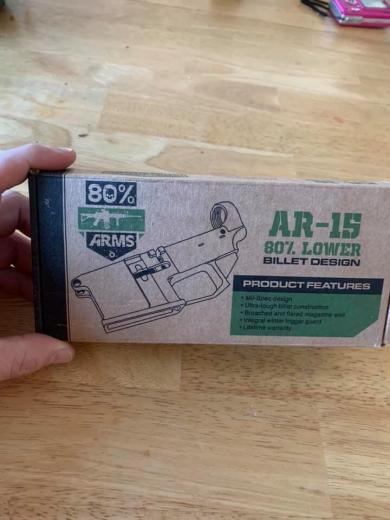 80%
ARMS
AR-15
80% LOWER
BILLET DESIGN
PRODUCT FEATURES
• Mil-Spec design
• Ultra-tough billet construction
• Broached and flared magazine well
• Integral winter trigger guard
• Lifetime warranty